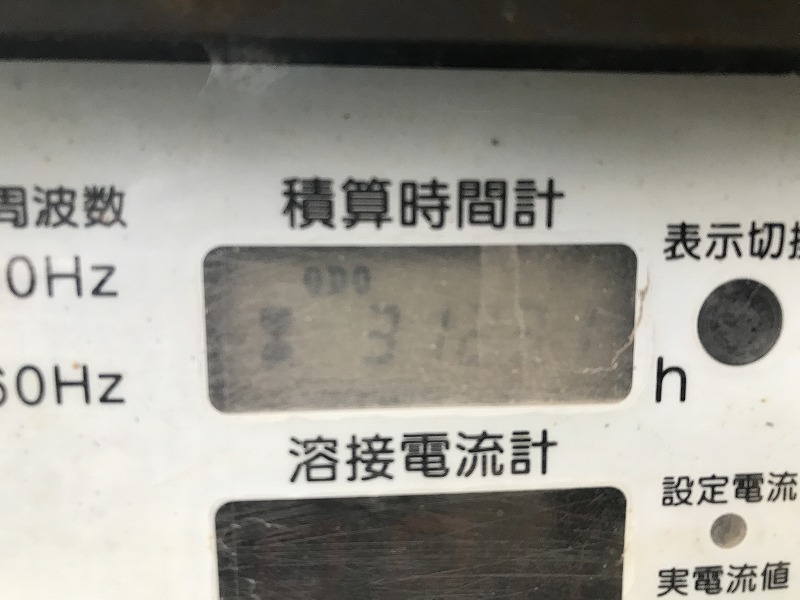 積算時間計
周波数
表示切
0Hz
ODO
60Hz
h
溶接電流計
設定電流
実電流値